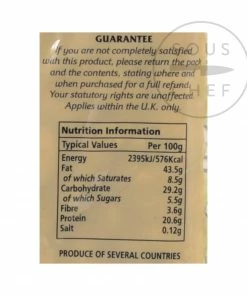 GUARANTEE
If you are not completely satisfied
with this product, please return the pack
and the contents, stating where and
when purchased for a full refund.
Your statutory rights are unaffected.
Applies within the U.K. only
SOUS
CHEF
Nutrition Information
Typical Values Per 100g
Energy 2395kJ/576Kcal
Fat 43.5g
of which Saturates 8.5g
Carbohydrate 29.2g
of which Sugars 5.5g
Fibre 3.6g
Protein 20.6g
Salt 0.12g
PRODUCE OF SEVERAL COUNTRIES